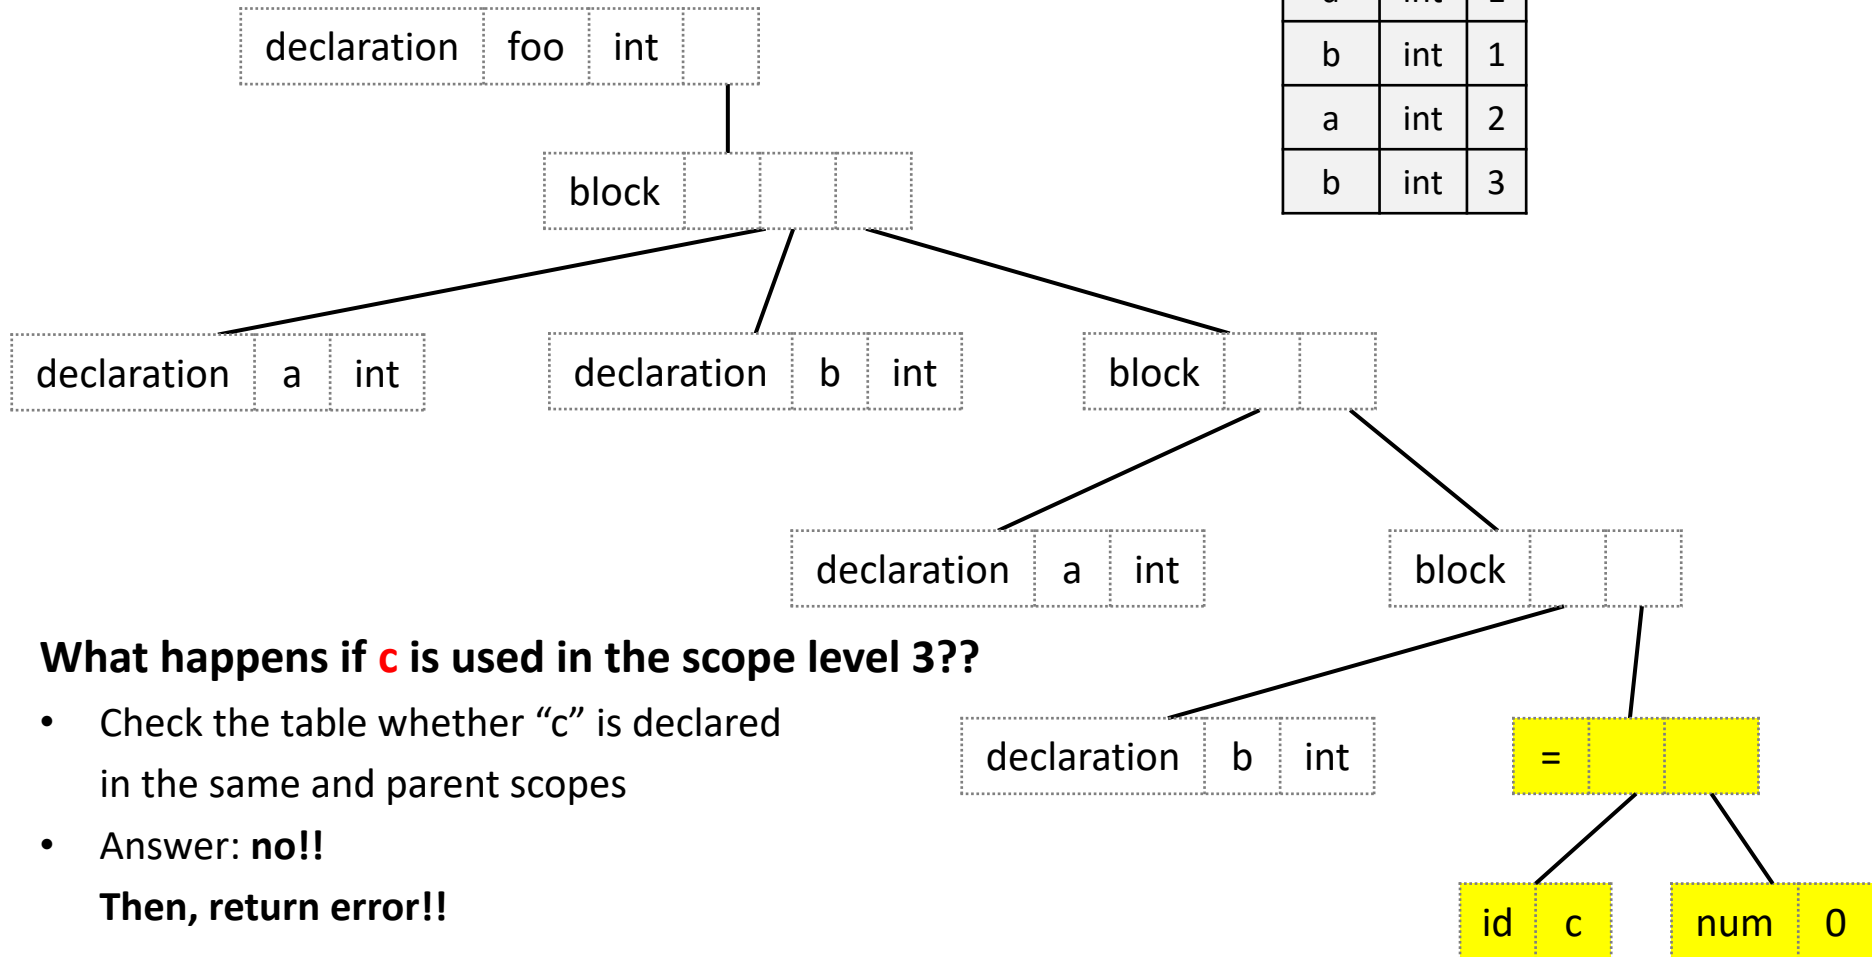 declaration foo int
b int 1
a int 2
b int 3
block
declaration a int
declaration b int
block
declaration a int
block
What happens if c is used in the scope level 3??
• Check the table whether “c” is declared
in the same and parent scopes
• Answer: no!!
Then, return error!!
declaration b int
=
id c
num 0